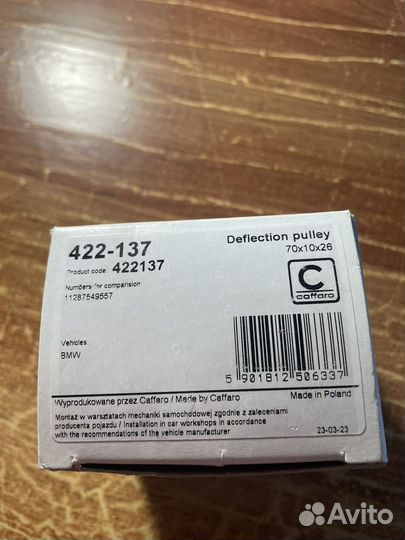 422-137
Deflection pulley
70x10x26
Product code: 422137
Numbers for comparision
11287549557
C
caffaro
Vehicles
BMW
5 901812 506337
Wyprodukowane przez Caffaro / Made by Caffaro
Made in Poland
Montaż w warsztatach mechaniki samochodowej zgodnie z zaleceniami
producenta pojazdu / Installation in car workshops in accordance
with the recommendations of the vehicle manufacturer
23-03-23
Avito